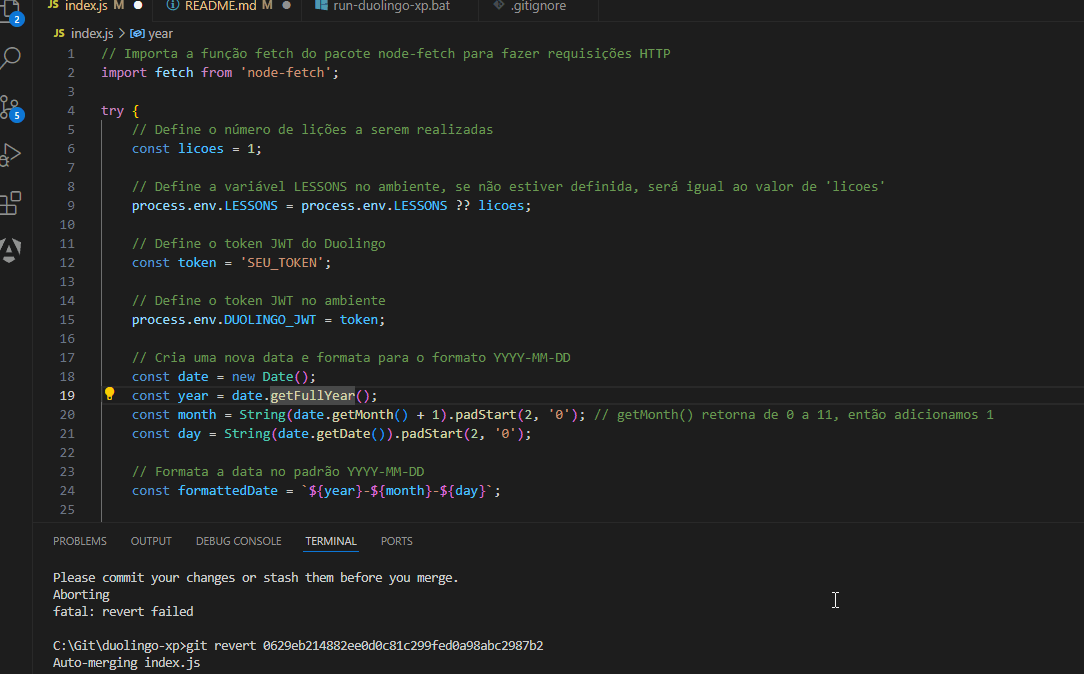 2
JS index.js M ● ⓘ README.md M ● run-duolingo-xp.bat .gitignore
JS index.js > year
1 // Importa a função fetch do pacote node-fetch para fazer requisições HTTP
2 import fetch from 'node-fetch';
3
4 try {
5 // Define o número de lições a serem realizadas
5
6 const licoes = 1;
7
8 // Define a variável LESSONS no ambiente, se não estiver definida, será igual ao valor de 'licoes'
9 process.env.LESSONS = process.env.LESSONS ?? licoes;
10
11 // Define o token JWT do Duolingo
12 const token = 'SEU_TOKEN';
13
14 // Define o token JWT no ambiente
15 process.env.DUOLINGO_JWT = token;
16
17 // Cria uma nova data e formata para o formato YYYY-MM-DD
18 const date = new Date();
19 const year = date.getFullYear();
20 const month = String(date.getMonth() + 1).padStart(2, '0'); // getMonth() retorna de 0 a 11, então adicionamos 1
21 const day = String(date.getDate()).padStart(2, '0');
22
23 // Formata a data no padrão YYYY-MM-DD
24 const formattedDate = `${year}-${month}-${day}`;
25
PROBLEMS OUTPUT DEBUG CONSOLE TERMINAL PORTS
Please commit your changes or stash them before you merge.
Aborting
fatal: revert failed
C:\Git\duolingo-xp>git revert 0629eb214882ee0d0c81c299fed0a98abc2987b2
Auto-merging index.js